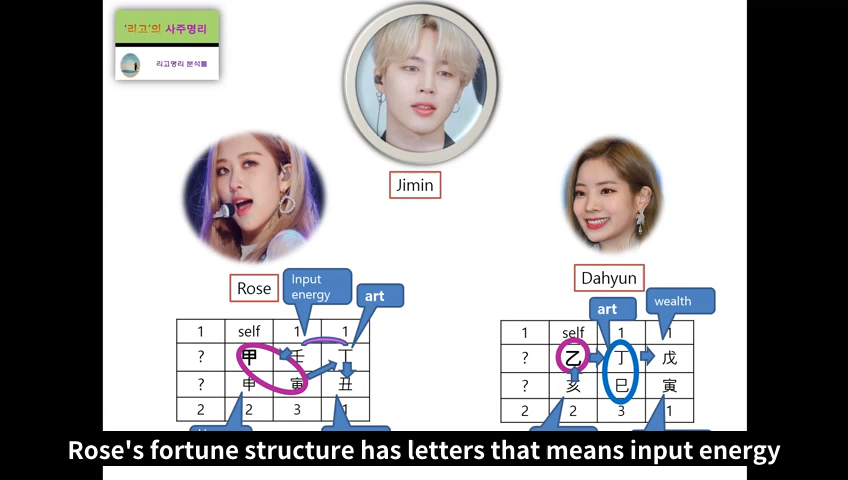 '리고'의 사주명리
리고명리 분석틀
Jimin
Rose
Input
energy
art
Dahyun
art
wealth
1 self 1 1
? 甲 壬 丁
? 申 寅 丑
2 2 3 1
1 self 1 1
? 乙 丁 戊
? 亥 巳 寅
2 2 3 1
Rose's fortune structure has letters that means input energy